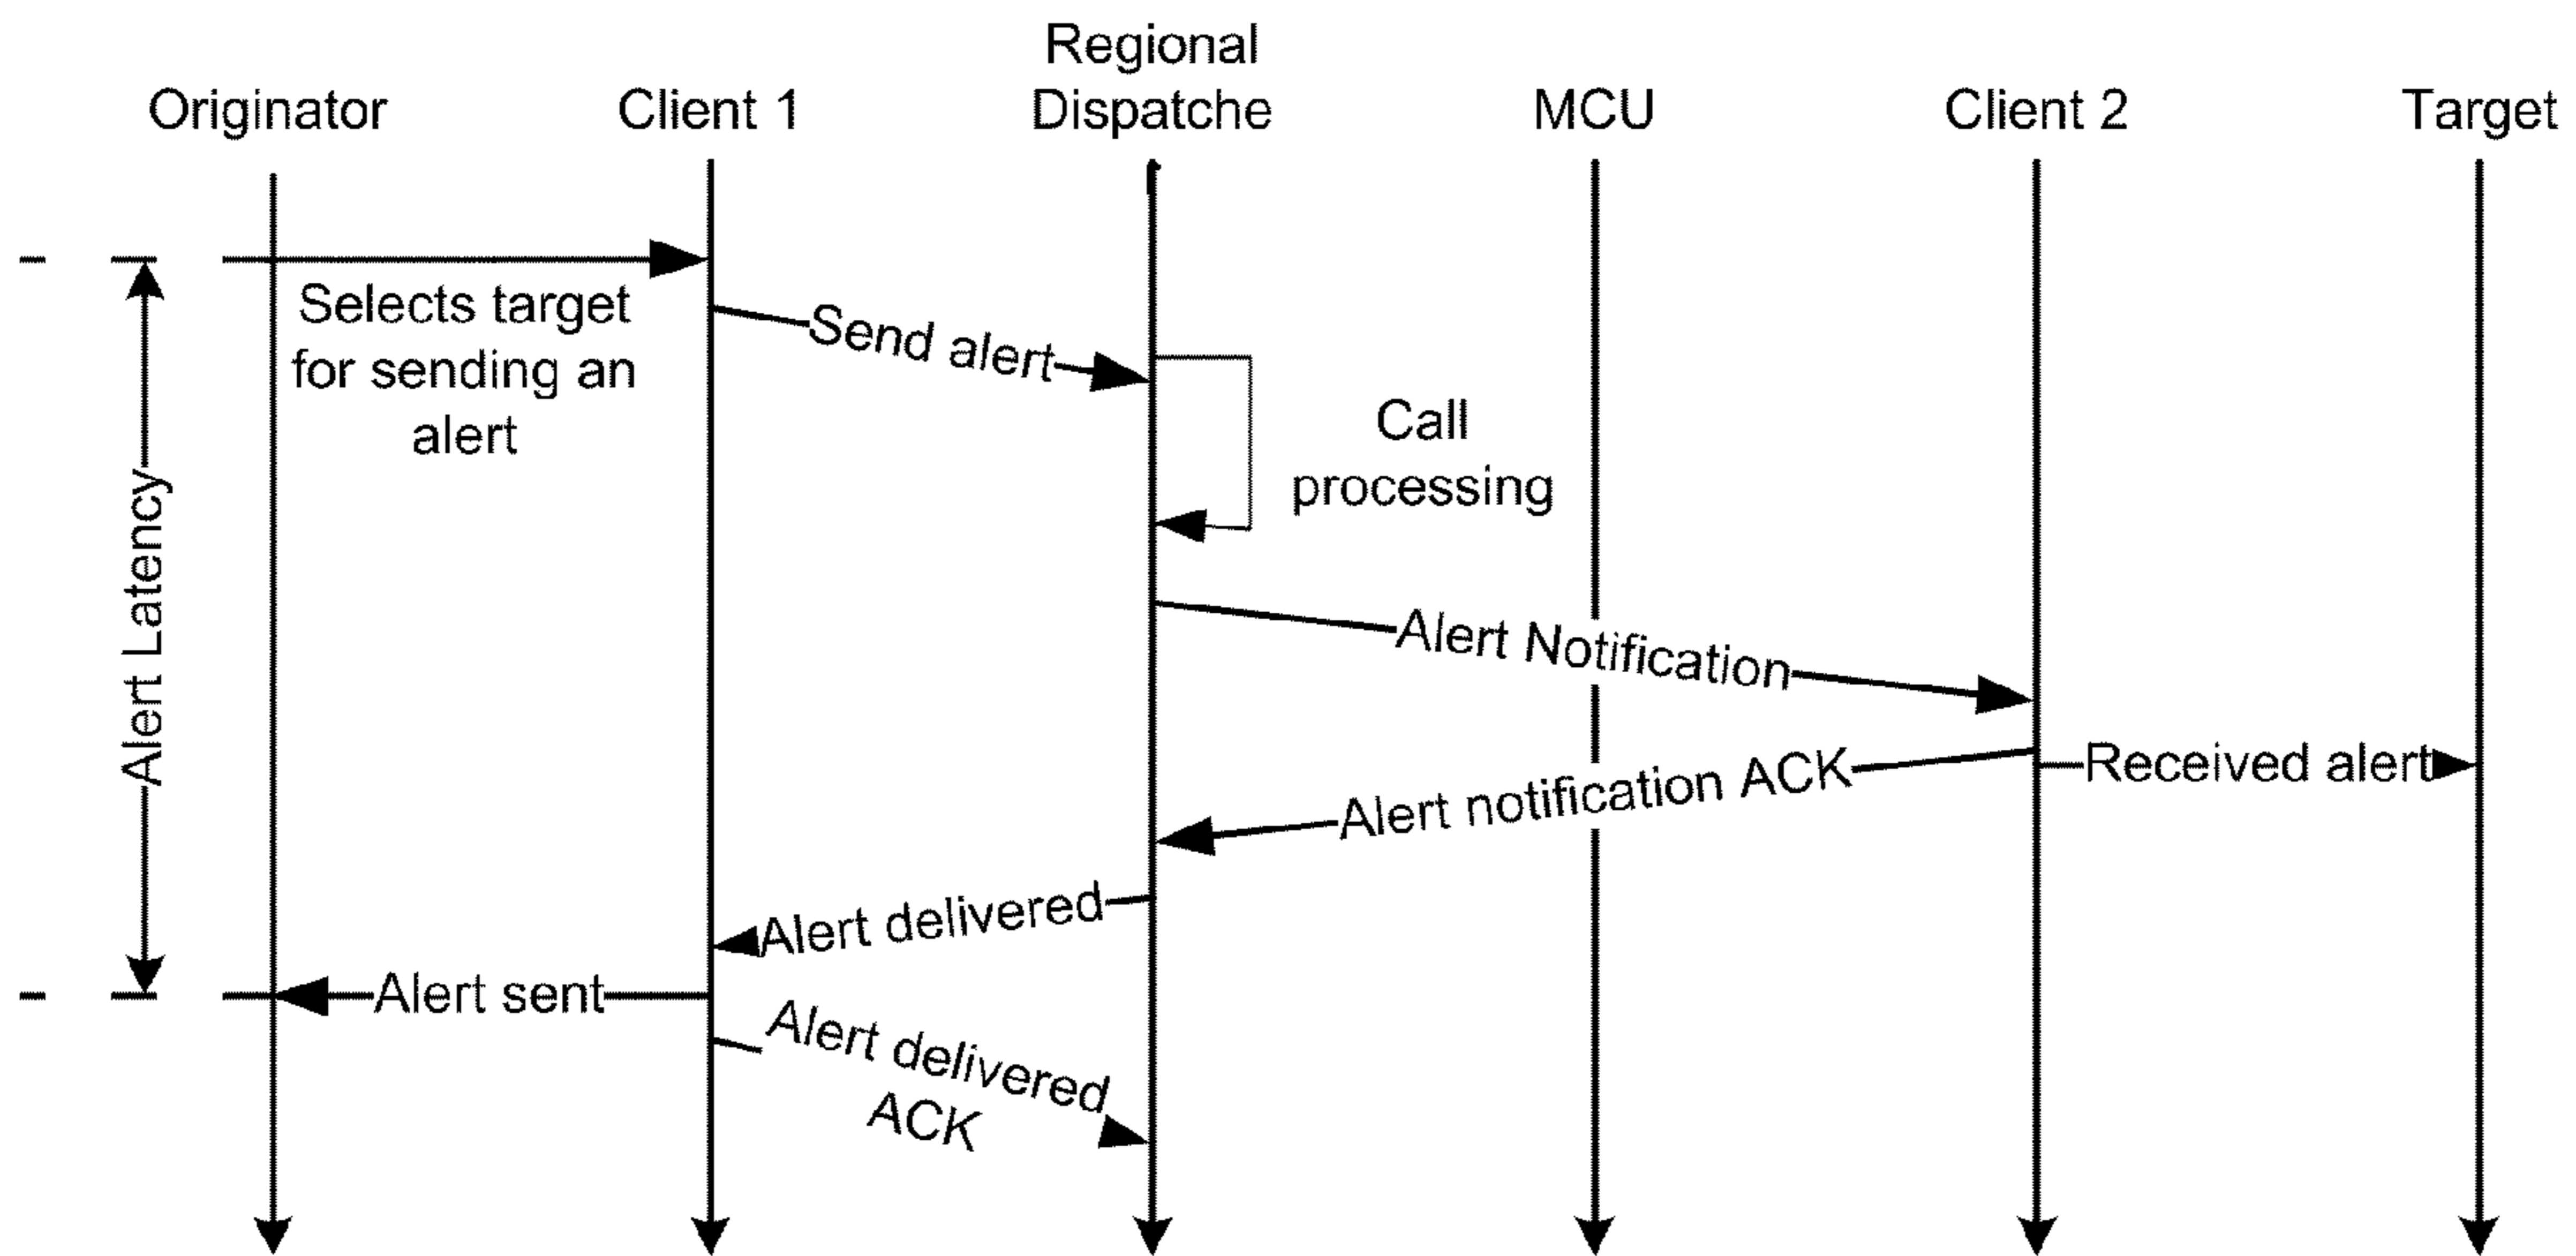 Originator
Client 1
Regional
Dispatche
MCU
Client 2
Target
Selects target
for sending an
alert
Send alert
Call
processing
Alert Latency
Alert Notification
Received alert
Alert notification ACK
Alert delivered
Alert sent
Alert delivered
ACK